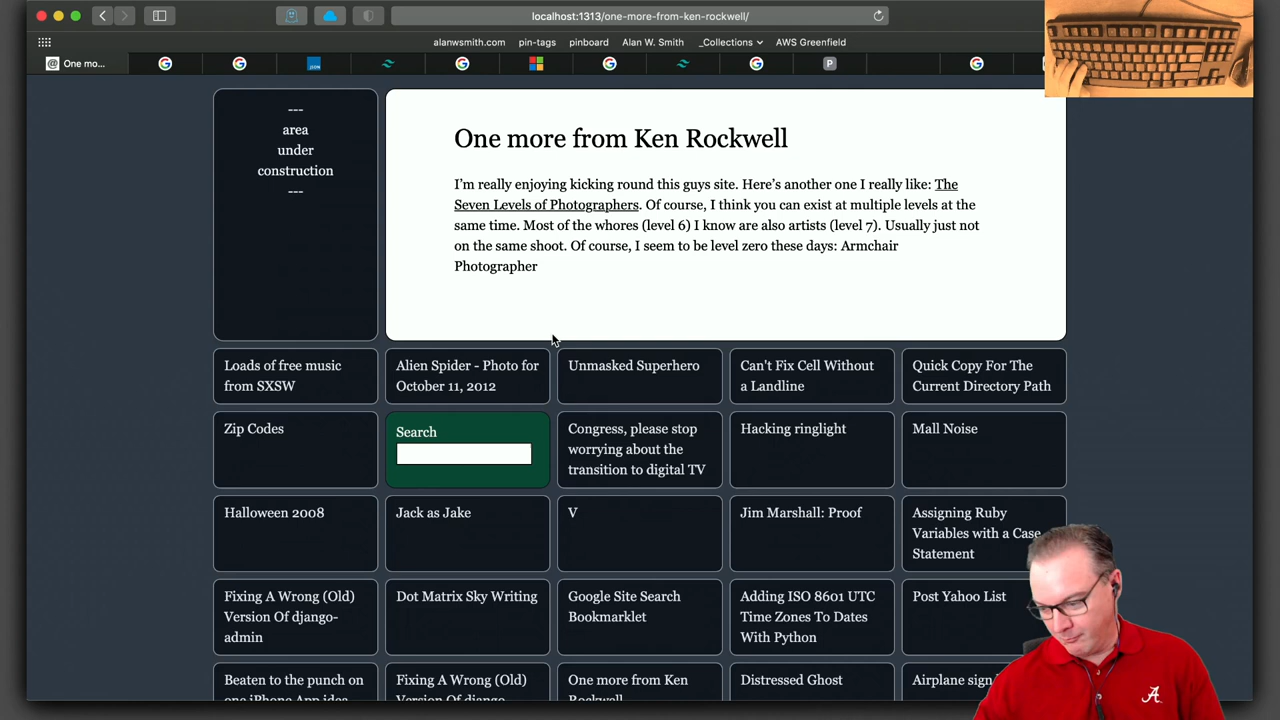 localhost:1313/one-more-from-ken-rockwell/
alanwsmith.com pin-tags pinboard Alan W. Smith _Collections AWS Greenfield
One mo...
---
area
under
construction
---
One more from Ken Rockwell
I'm really enjoying kicking round this guys site. Here's another one I really like: The
Seven Levels of Photographers. Of course, I think you can exist at multiple levels at the
same time. Most of the whores (level 6) I know are also artists (level 7). Usually just not
on the same shoot. Of course, I seem to be level zero these days: Armchair
Photographer
Loads of free music
from SXSW
Alien Spider - Photo for
October 11, 2012
Unmasked Superhero
Can't Fix Cell Without
a Landline
Quick Copy For The
Current Directory Path
Zip Codes
Search
Congress, please stop
worrying about the
transition to digital TV
Hacking ringlight
Mall Noise
Halloween 2008
Jack as Jake
V
Jim Marshall: Proof
Assigning Ruby
Variables with a Case
Statement
Fixing A Wrong (Old)
Version Of django-
admin
Dot Matrix Sky Writing
Google Site Search
Bookmarklet
Adding ISO 8601 UTC
Time Zones To Dates
With Python
Post Yahoo List
Beaten to the punch on
one iPhone App idea
Fixing A Wrong (Old)
Version Of django-
One more from Ken
Rockwell
Distressed Ghost
Airplane sign
A